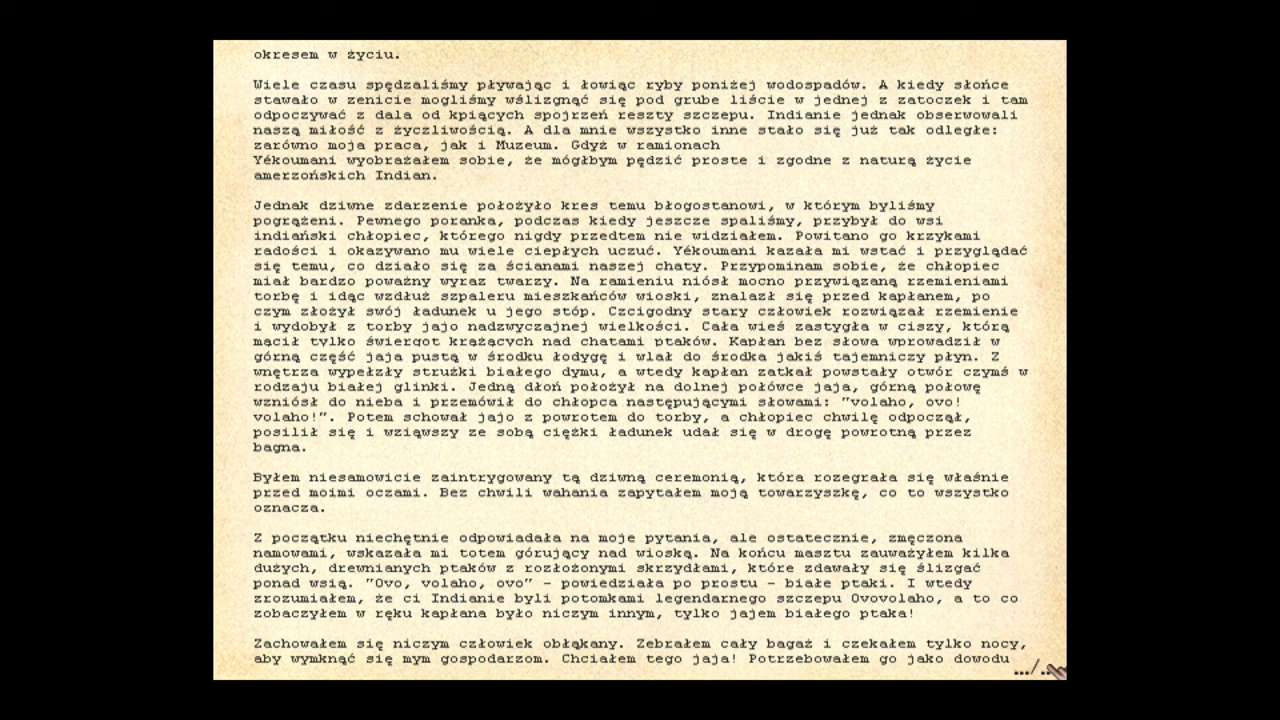 okresem w życiu.
Wiele czasu spędzaliśmy pływając i łowiąc ryby poniżej wodospadów. A kiedy słońce
stawało w zenicie mogliśmy wślizgnąć się pod grube liście w jednej z zatoczek i tam
odpoczywać z dala od kpiących spojrzeń reszty szczepu. Indianie jednak obserwowali
naszą miłość z życzliwością. A dla mnie wszystko inne stało się już tak odległe:
zarówno moja praca, jak i Muzeum. Gdyż w ramionach
Yékoumani wyobrażałem sobie, że mógłbym pędzić proste i zgodne z naturą życie
amerzońskich Indian.
Jednak dziwne zdarzenie położyło kres temu błogostanowi, w którym byliśmy
pogrążeni. Pewnego poranka, podczas kiedy jeszcze spaliśmy, przybył do wsi
indiański chłopiec, którego nigdy przedtem nie widziałem. Powitano go krzykami
radości i okazywano mu wiele ciepłych uczuć. Yékoumani kazała mi wstać i przyglądać
się temu, co działo się za ścianami naszej chaty. Przypominam sobie, że chłopiec
miał bardzo poważny wyraz twarzy. Na ramieniu niósł mocno przywiązaną rzemieniami
torbę i idąc wzdłuż szpaleru mieszkańców wioski, znalazł się przed kapłanem, po
czym złożył swój ładunek u jego stóp. Czcigodny stary człowiek rozwiązał rzemienie
i wydobył z torby jajo nadzwyczajnej wielkości. Cała wieś zastygła w ciszy, którą
mącił tylko świergot krążących nad chatami ptaków. Kapłan bez słowa wprowadził w
górną część jaja pustą w środku łodygę i wlał do środka jakiś tajemniczy płyn. Z
wnętrza wypełzły strużki białego dymu, a wtedy kapłan zatkał powstały otwór czymś w
rodzaju białej glinki. Jedną dłoń położył na dolnej połówce jaja, górną połowę
wzniósł do nieba i przemówił do chłopca następującymi słowami: "volaho, ovo!
volaho!". Potem schował jajo z powrotem do torby, a chłopiec chwilę odpoczął,
posilił się i wziąwszy ze sobą ciężki ładunek udał się w drogę powrotną przez
bagna.
Byłem niesamowicie zaintrygowany tą dziwną ceremonią, która rozegrała się właśnie
przed moimi oczami. Bez chwili wahania zapytałem moją towarzyszkę, co to wszystko
oznacza.
Z początku niechętnie odpowiadała na moje pytania, ale ostatecznie, zmęczona
namowami, wskazała mi totem górujący nad wioską. Na końcu masztu zauważyłem kilka
dużych, drewnianych ptaków z rozłożonymi skrzydłami, które zdawały się ślizgać
ponad wsią. "Ovo, volaho, ovo" - powiedziała po prostu - białe ptaki. I wtedy
zrozumiałem, że ci Indianie byli potomkami legendarnego szczepu Ovovolaho, a to co
zobaczyłem w ręku kapłana było niczym innym, tylko jajem białego ptaka!
Zachowałem się niczym człowiek obłąkany. Zebrałem cały bagaż i czekałem tylko nocy,
aby wymknąć się mym gospodarzom. Chciałem tego jaja! Potrzebowałem go jako dowodu
.../...